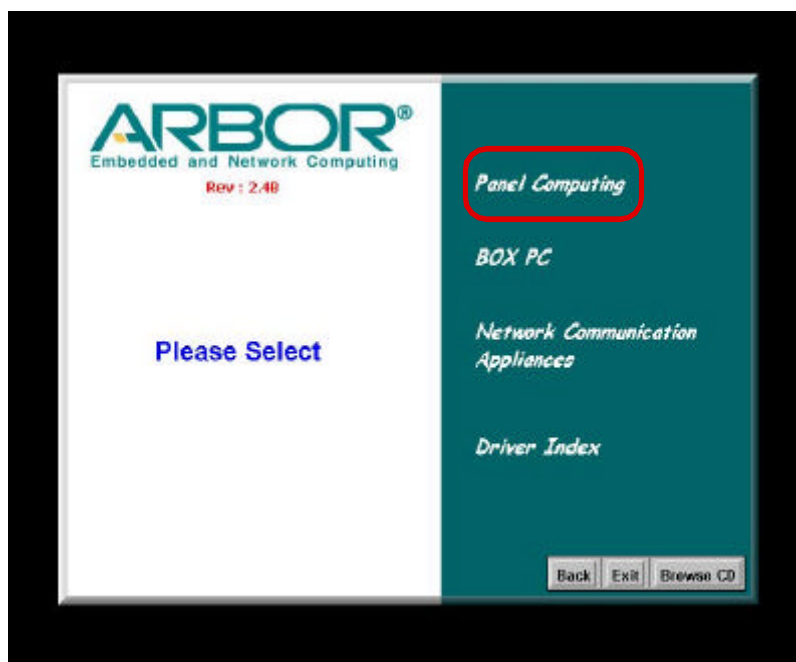 ARBOR®
Embedded and Network Computing
Rev : 2.4B
Please Select
Panel Computing
BOX PC
Network Communication
Appliances
Driver Index
Back Exit Browse CD